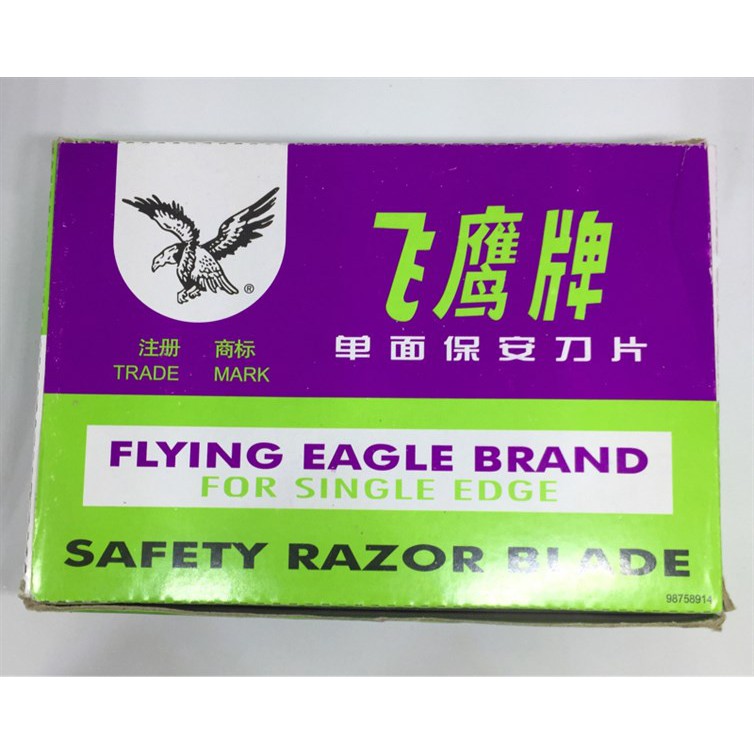 ®
飞鹰牌
单面保安刀片
注册 商标
TRADE MARK
FLYING EAGLE BRAND
FOR SINGLE EDGE
SAFETY RAZOR BLADE
98758914